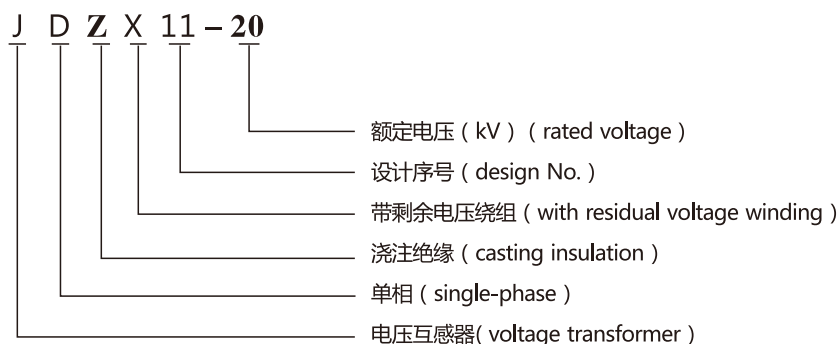 J D Z X 11-20
额定电压（kV）（rated voltage）
设计序号（design No.）
带剩余电压绕组（with residual voltage winding）
浇注绝缘（casting insulation）
单相（single-phase）
电压互感器( voltage transformer）